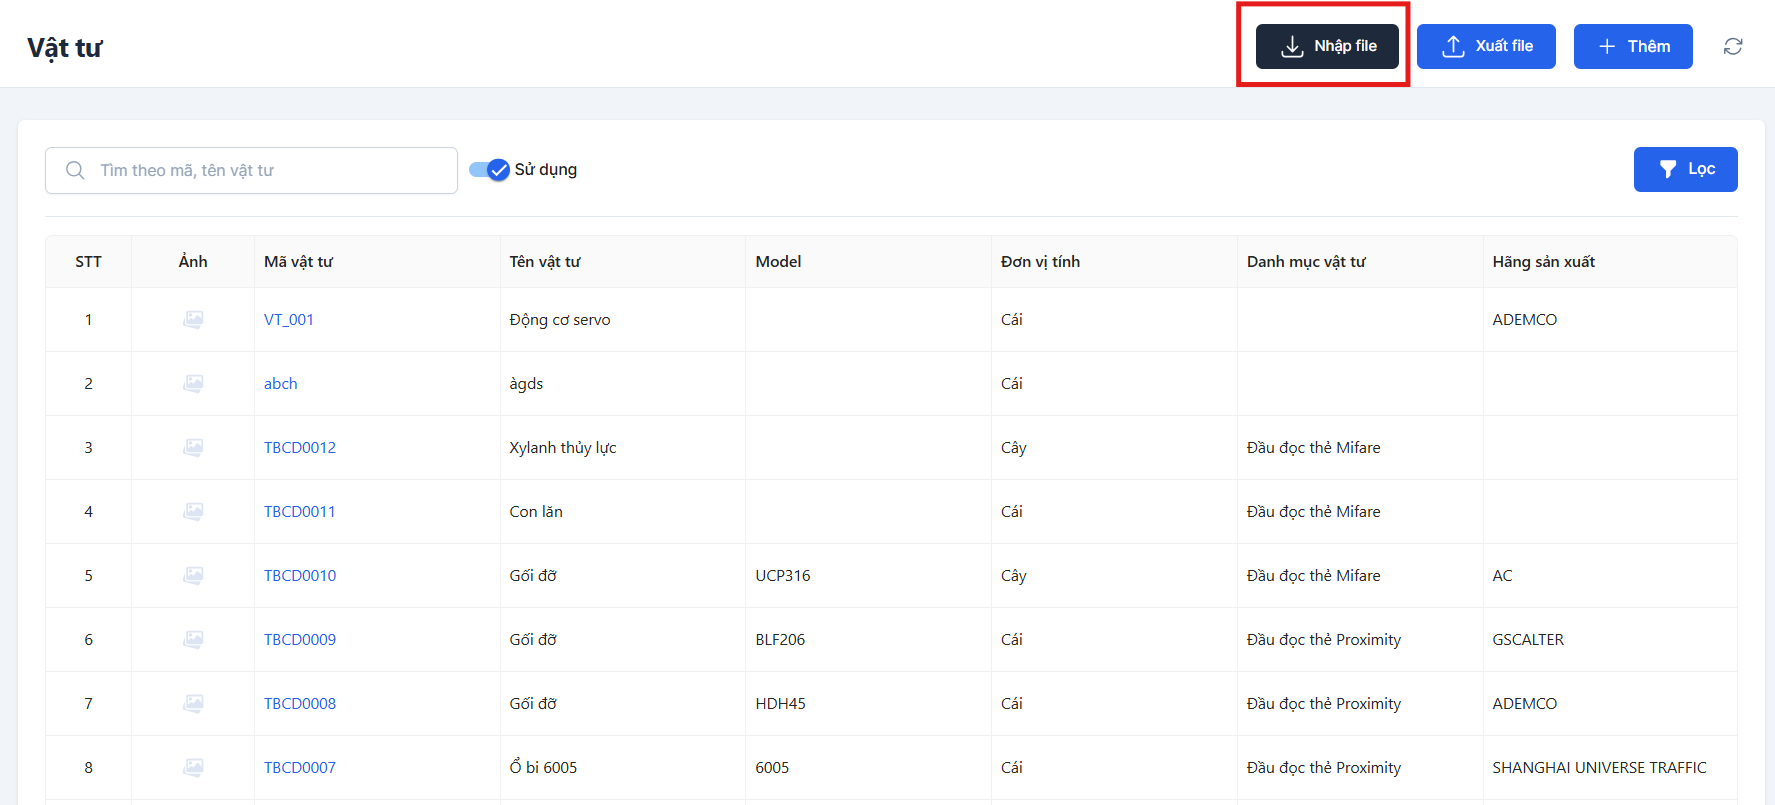 Vật tư
Nhập file
Xuất file
Thêm
Tìm theo mã, tên vật tư
Sử dụng
Lọc
STT Ảnh Mã vật tư Tên vật tư Model Đơn vị tính Danh mục vật tư Hãng sản xuất
1 VT_001 Động cơ servo Cái ADEMCO
2 abch àgds Cái
3 TBCD0012 Xylanh thủy lực Cây Đầu đọc thẻ Mifare
4 TBCD0011 Con lăn Cái Đầu đọc thẻ Mifare
5 TBCD0010 Gối đỡ UCP316 Cây Đầu đọc thẻ Mifare AC
6 TBCD0009 Gối đỡ BLF206 Cái Đầu đọc thẻ Proximity GSCALTER
7 TBCD0008 Gối đỡ HDH45 Cái Đầu đọc thẻ Proximity ADEMCO
8 TBCD0007 Ổ bi 6005 6005 Cái Đầu đọc thẻ Proximity SHANGHAI UNIVERSE TRAFFIC